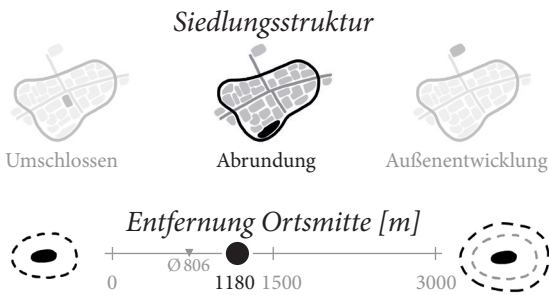 Siedlungsstruktur
Umschlossen Abrundung Außenentwicklung
Entfernung Ortsmitte [m]
Ø 806
0 1180 1500 3000